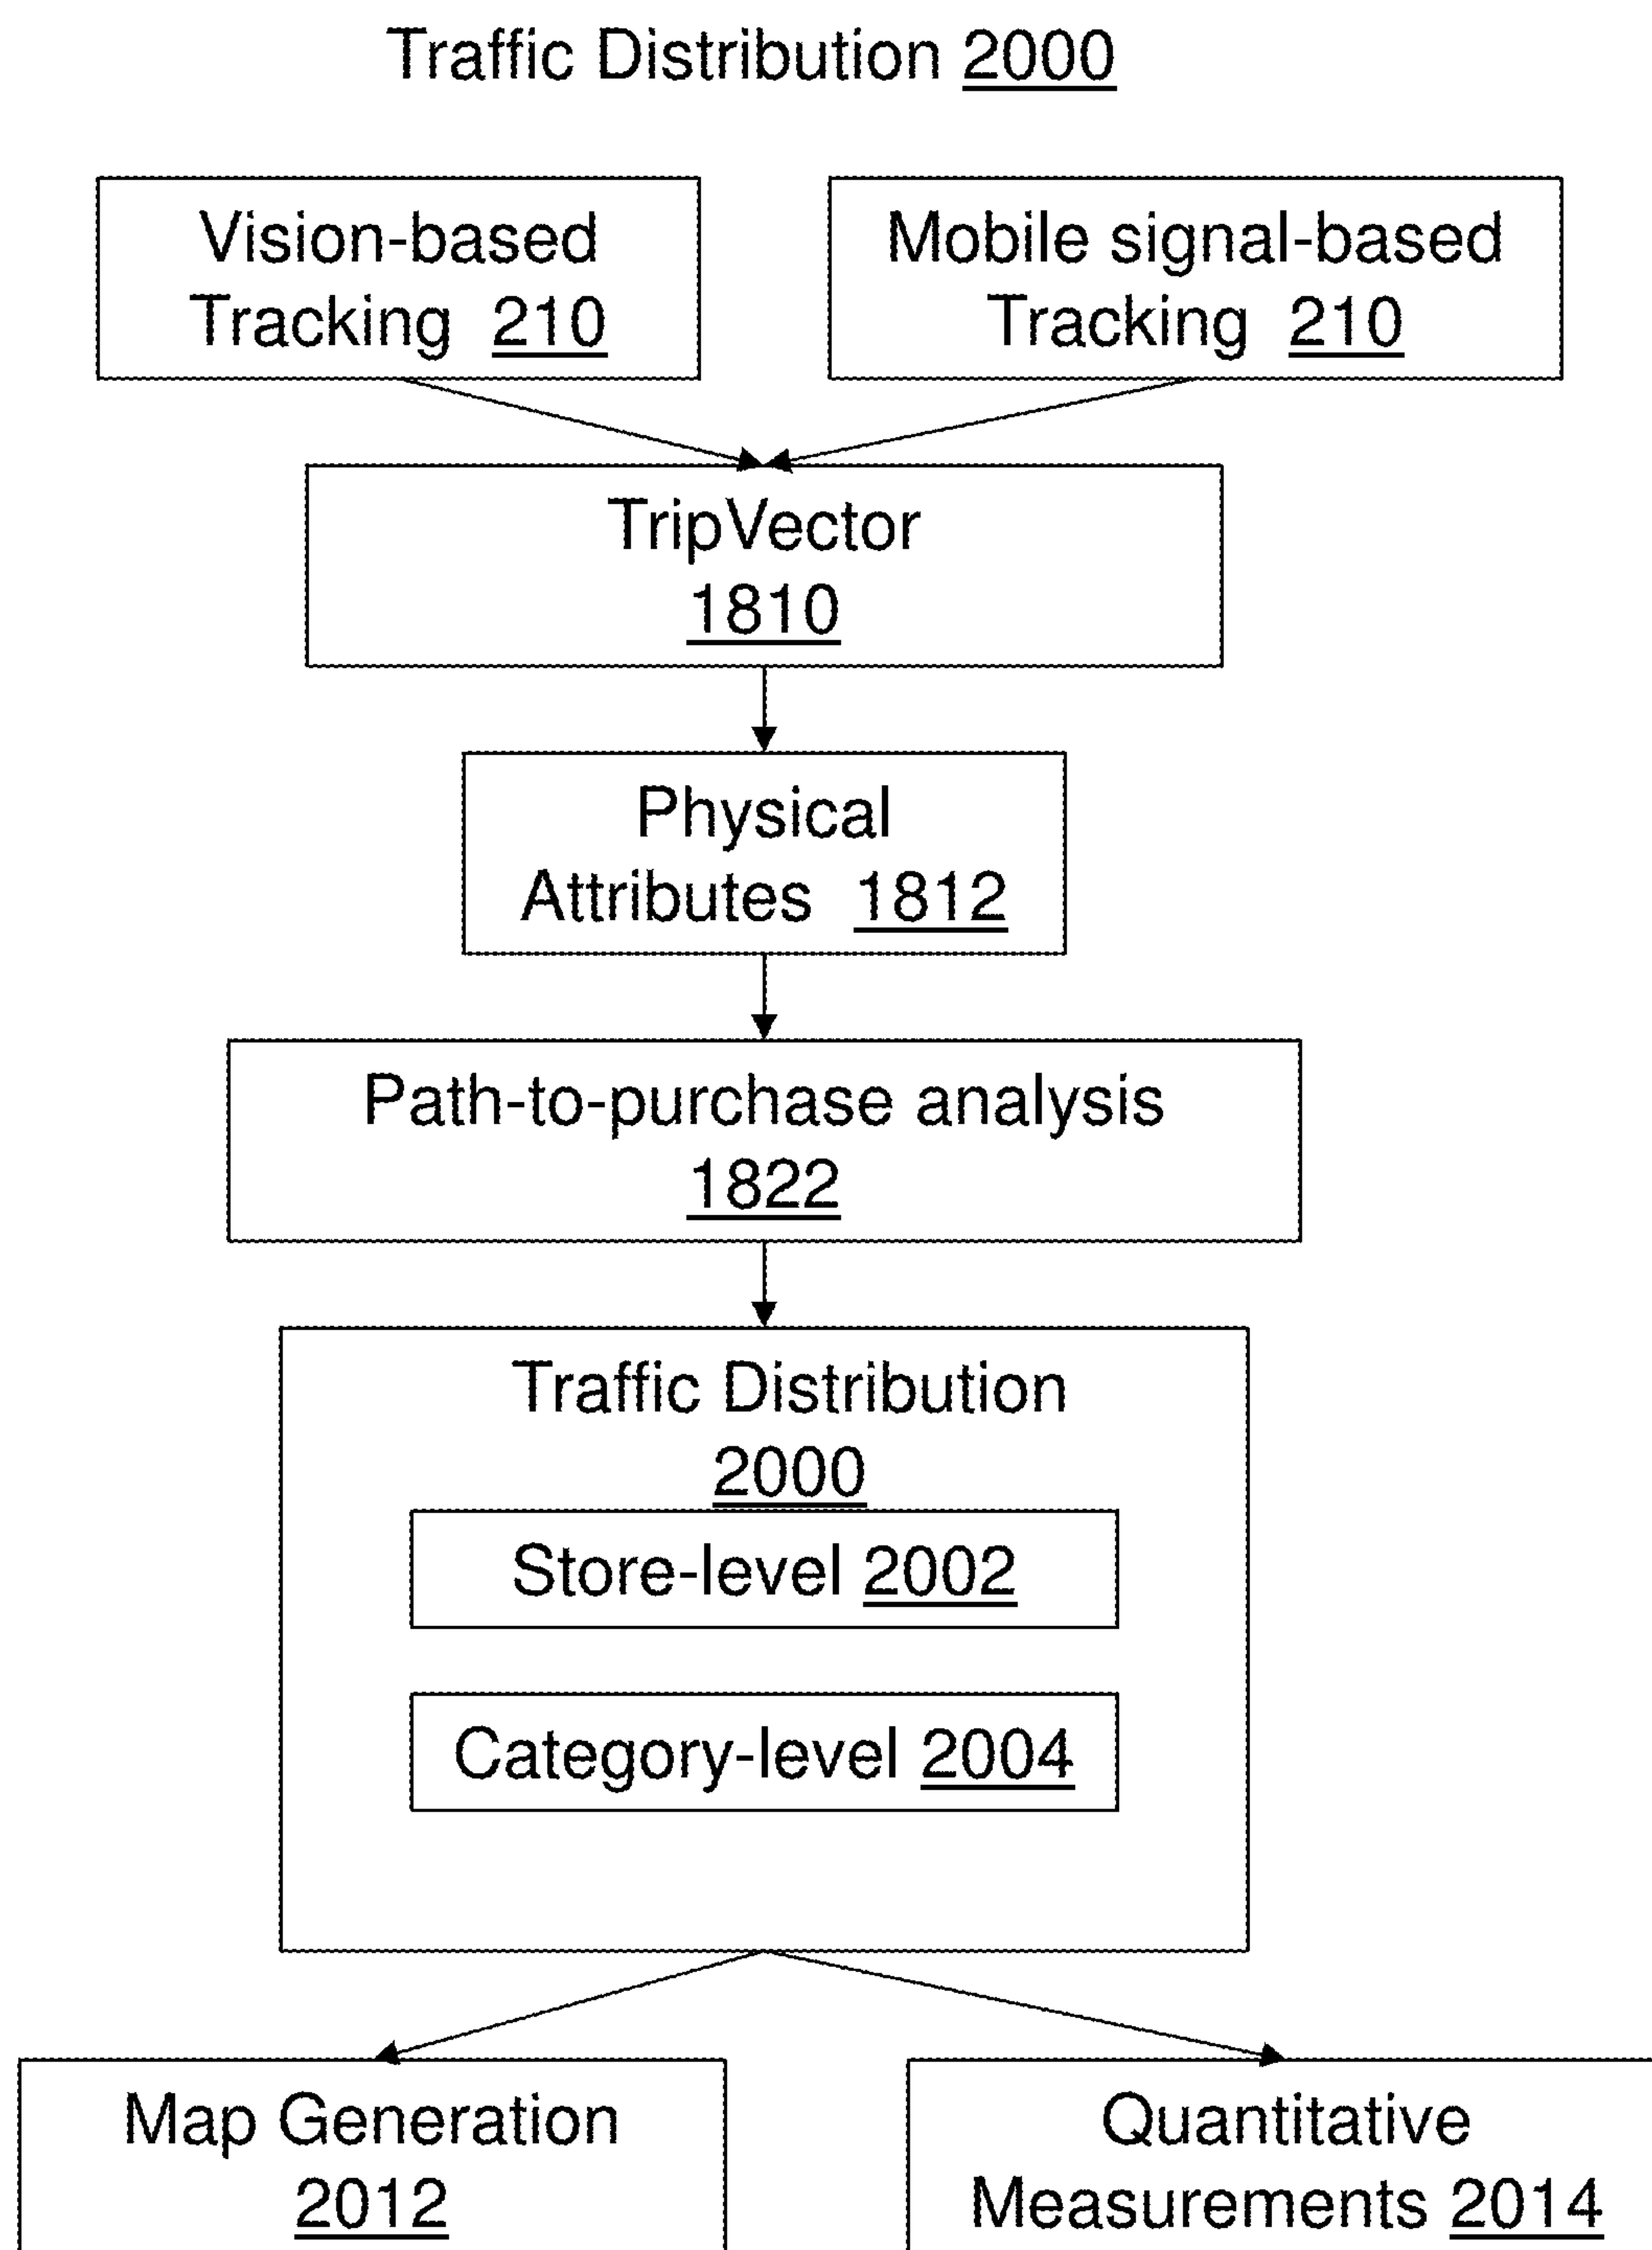 Traffic Distribution 2000
Vision-based
Tracking 210
Mobile signal-based
Tracking 210
TripVector
1810
Physical
Attributes 1812
Path-to-purchase analysis
1822
Traffic Distribution
2000
Store-level 2002
Category-level 2004
Map Generation
2012
Quantitative
Measurements 2014